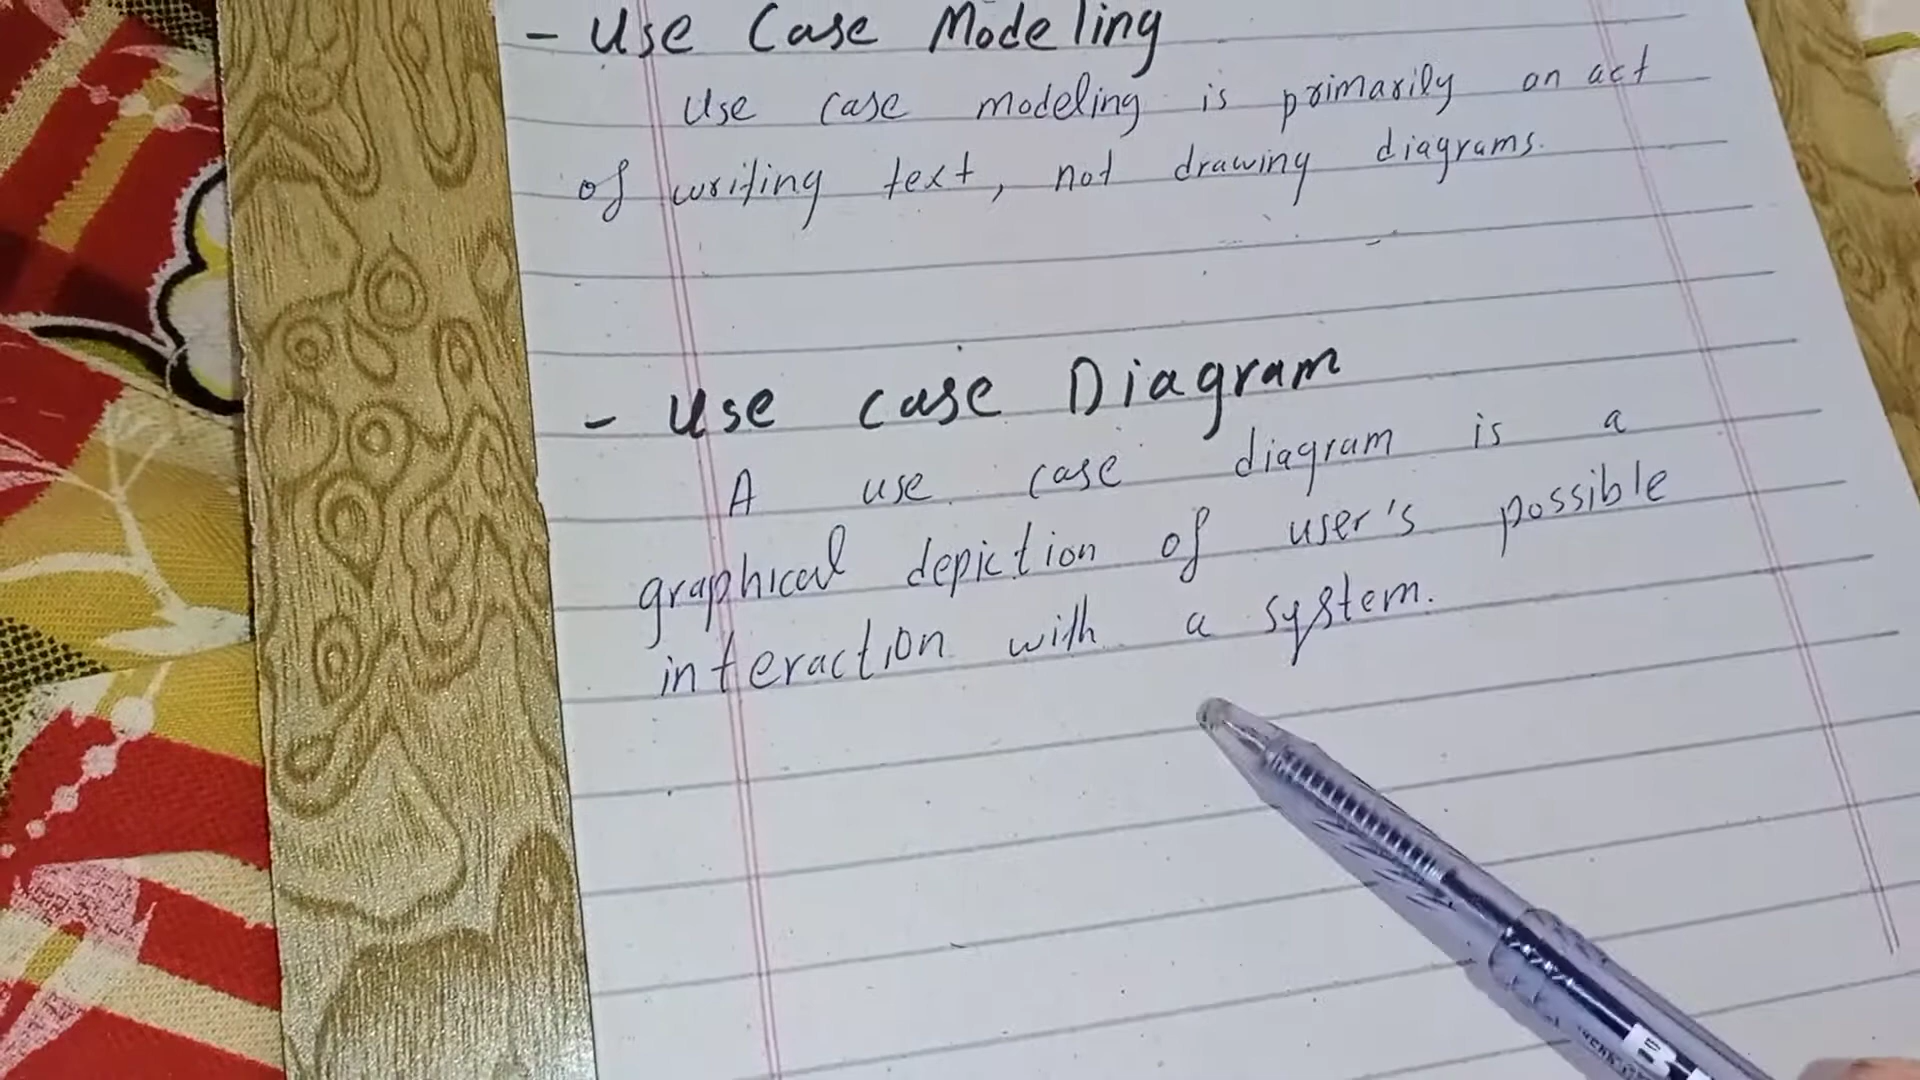 - Use Case Modeling
Use case modeling is primarily an act
of writing text, not drawing diagrams.
- Use case Diagram
A use case diagram is a
graphical depiction of user's possible
interaction with a system.
B